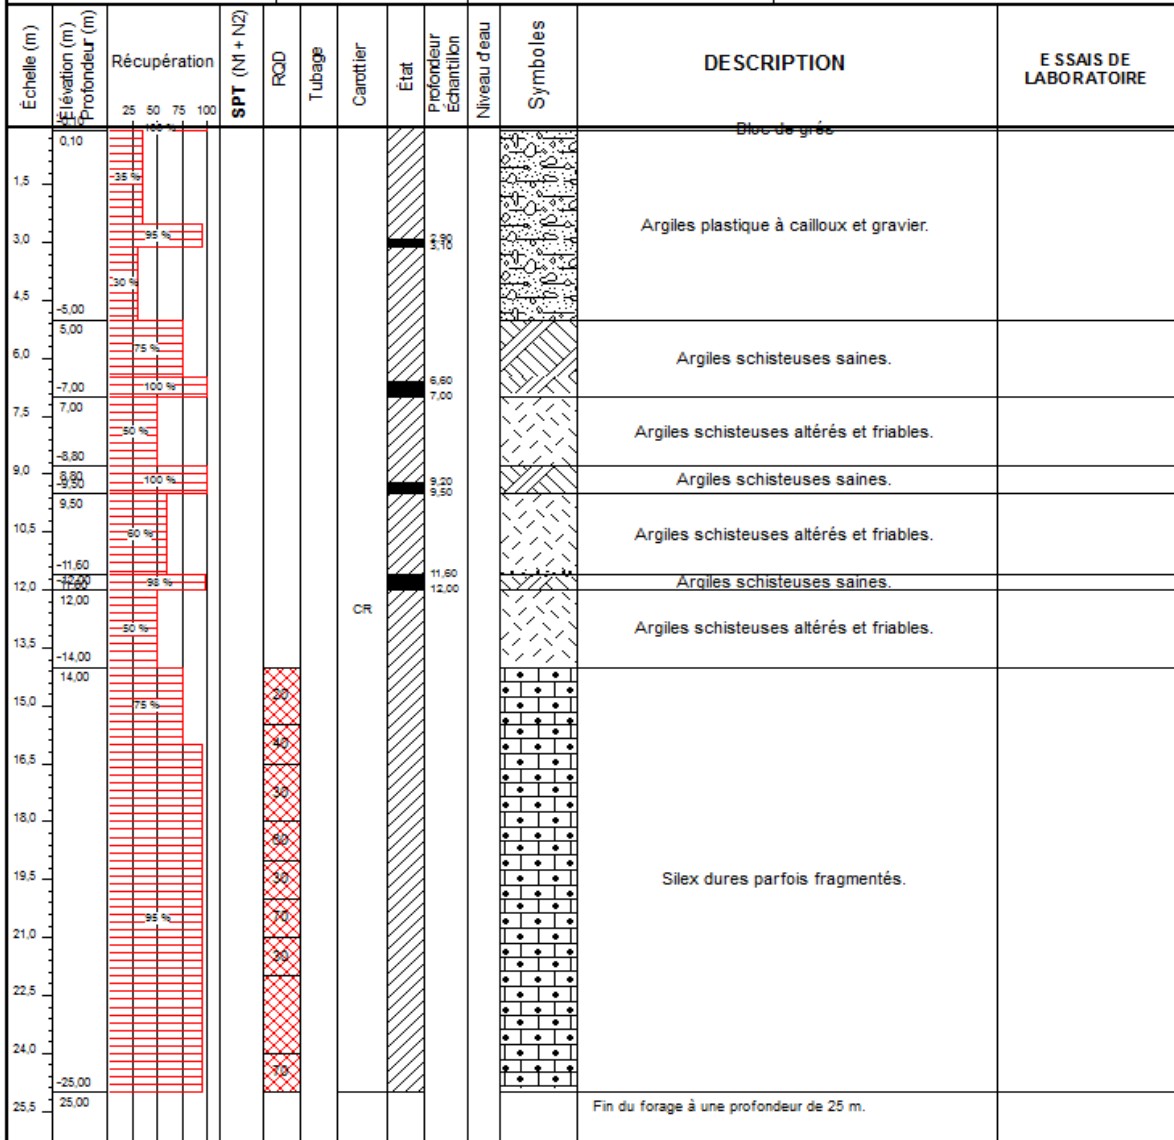 Échelle (m)
Élévation (m)
Profondeur (m)
Récupération
25 50 75 100
SPT (N1 + N2)
RQD
Tubage
Carottier
État
Profondeur
Échantillon
Niveau d'eau
Symboles
DESCRIPTION
ESSAIS DE
LABORATOIRE
-0,10
0,10
100 %
Bloc de grés
1,5
35 %
Argiles plastique à cailloux et gravier.
95 %
2,90
3,10
3,0
30 %
4,5
-5,00
5,00
75 %
6,0
Argiles schisteuses saines.
6,60
100 %
-7,00
7,00
7,00
7,5
50 %
Argiles schisteuses altérés et friables.
-8,80
9,0
8,80
-9,50
100 %
9,20
9,50
Argiles schisteuses saines.
9,50
10,5
60 %
Argiles schisteuses altérés et friables.
-11,60
11,60
-12,00
11,60
98 %
12,00
Argiles schisteuses saines.
12,0
12,00
CR
50 %
Argiles schisteuses altérés et friables.
13,5
-14,00
14,00
20
75 %
15,0
40
16,5
30
18,0
30
19,5
Silex dures parfois fragmentés.
95 %
70
21,0
22,5
24,0
70
-25,00
25,00
25,5
Fin du forage à une profondeur de 25 m.